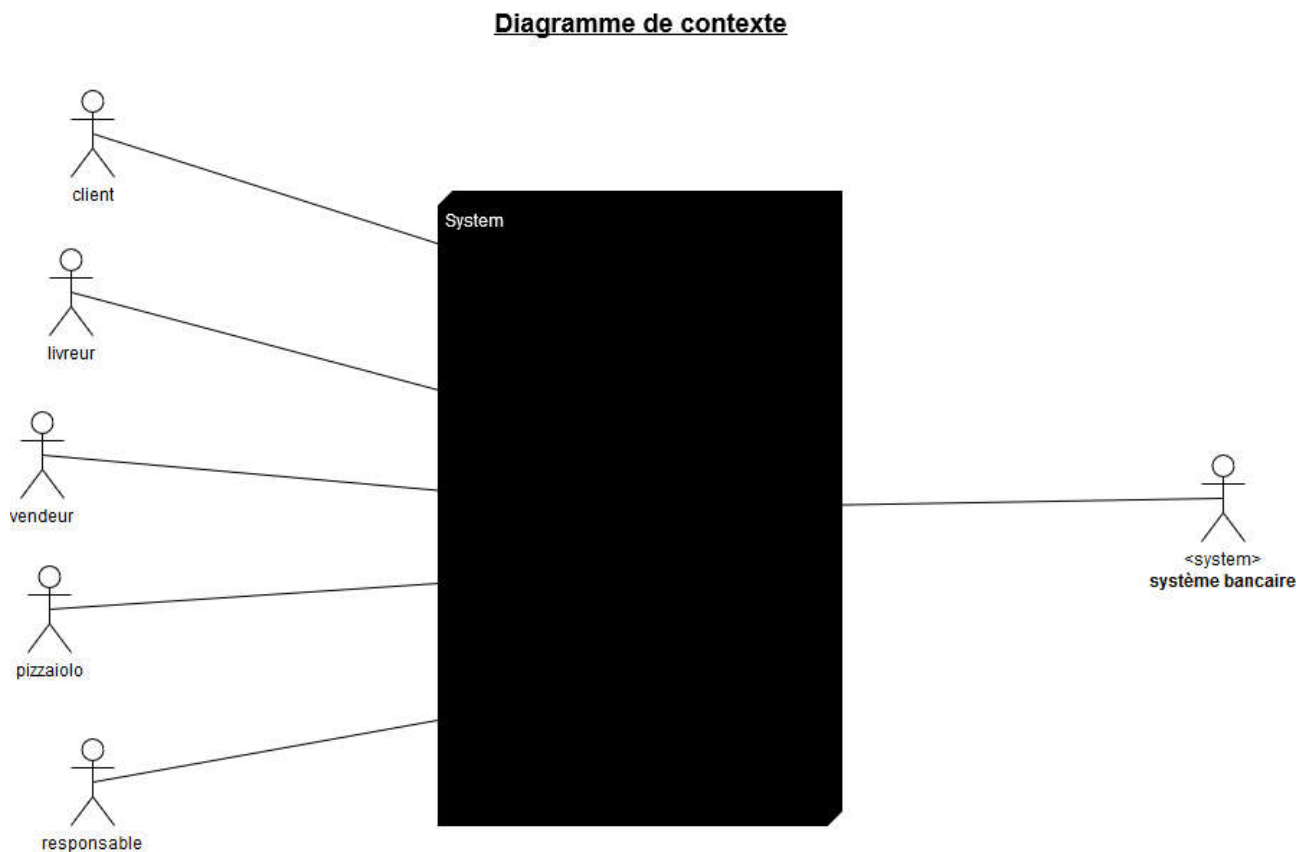 Diagramme de contexte
client
System
livreur
vendeur
<system>
système bancaire
pizzaiolo
responsable